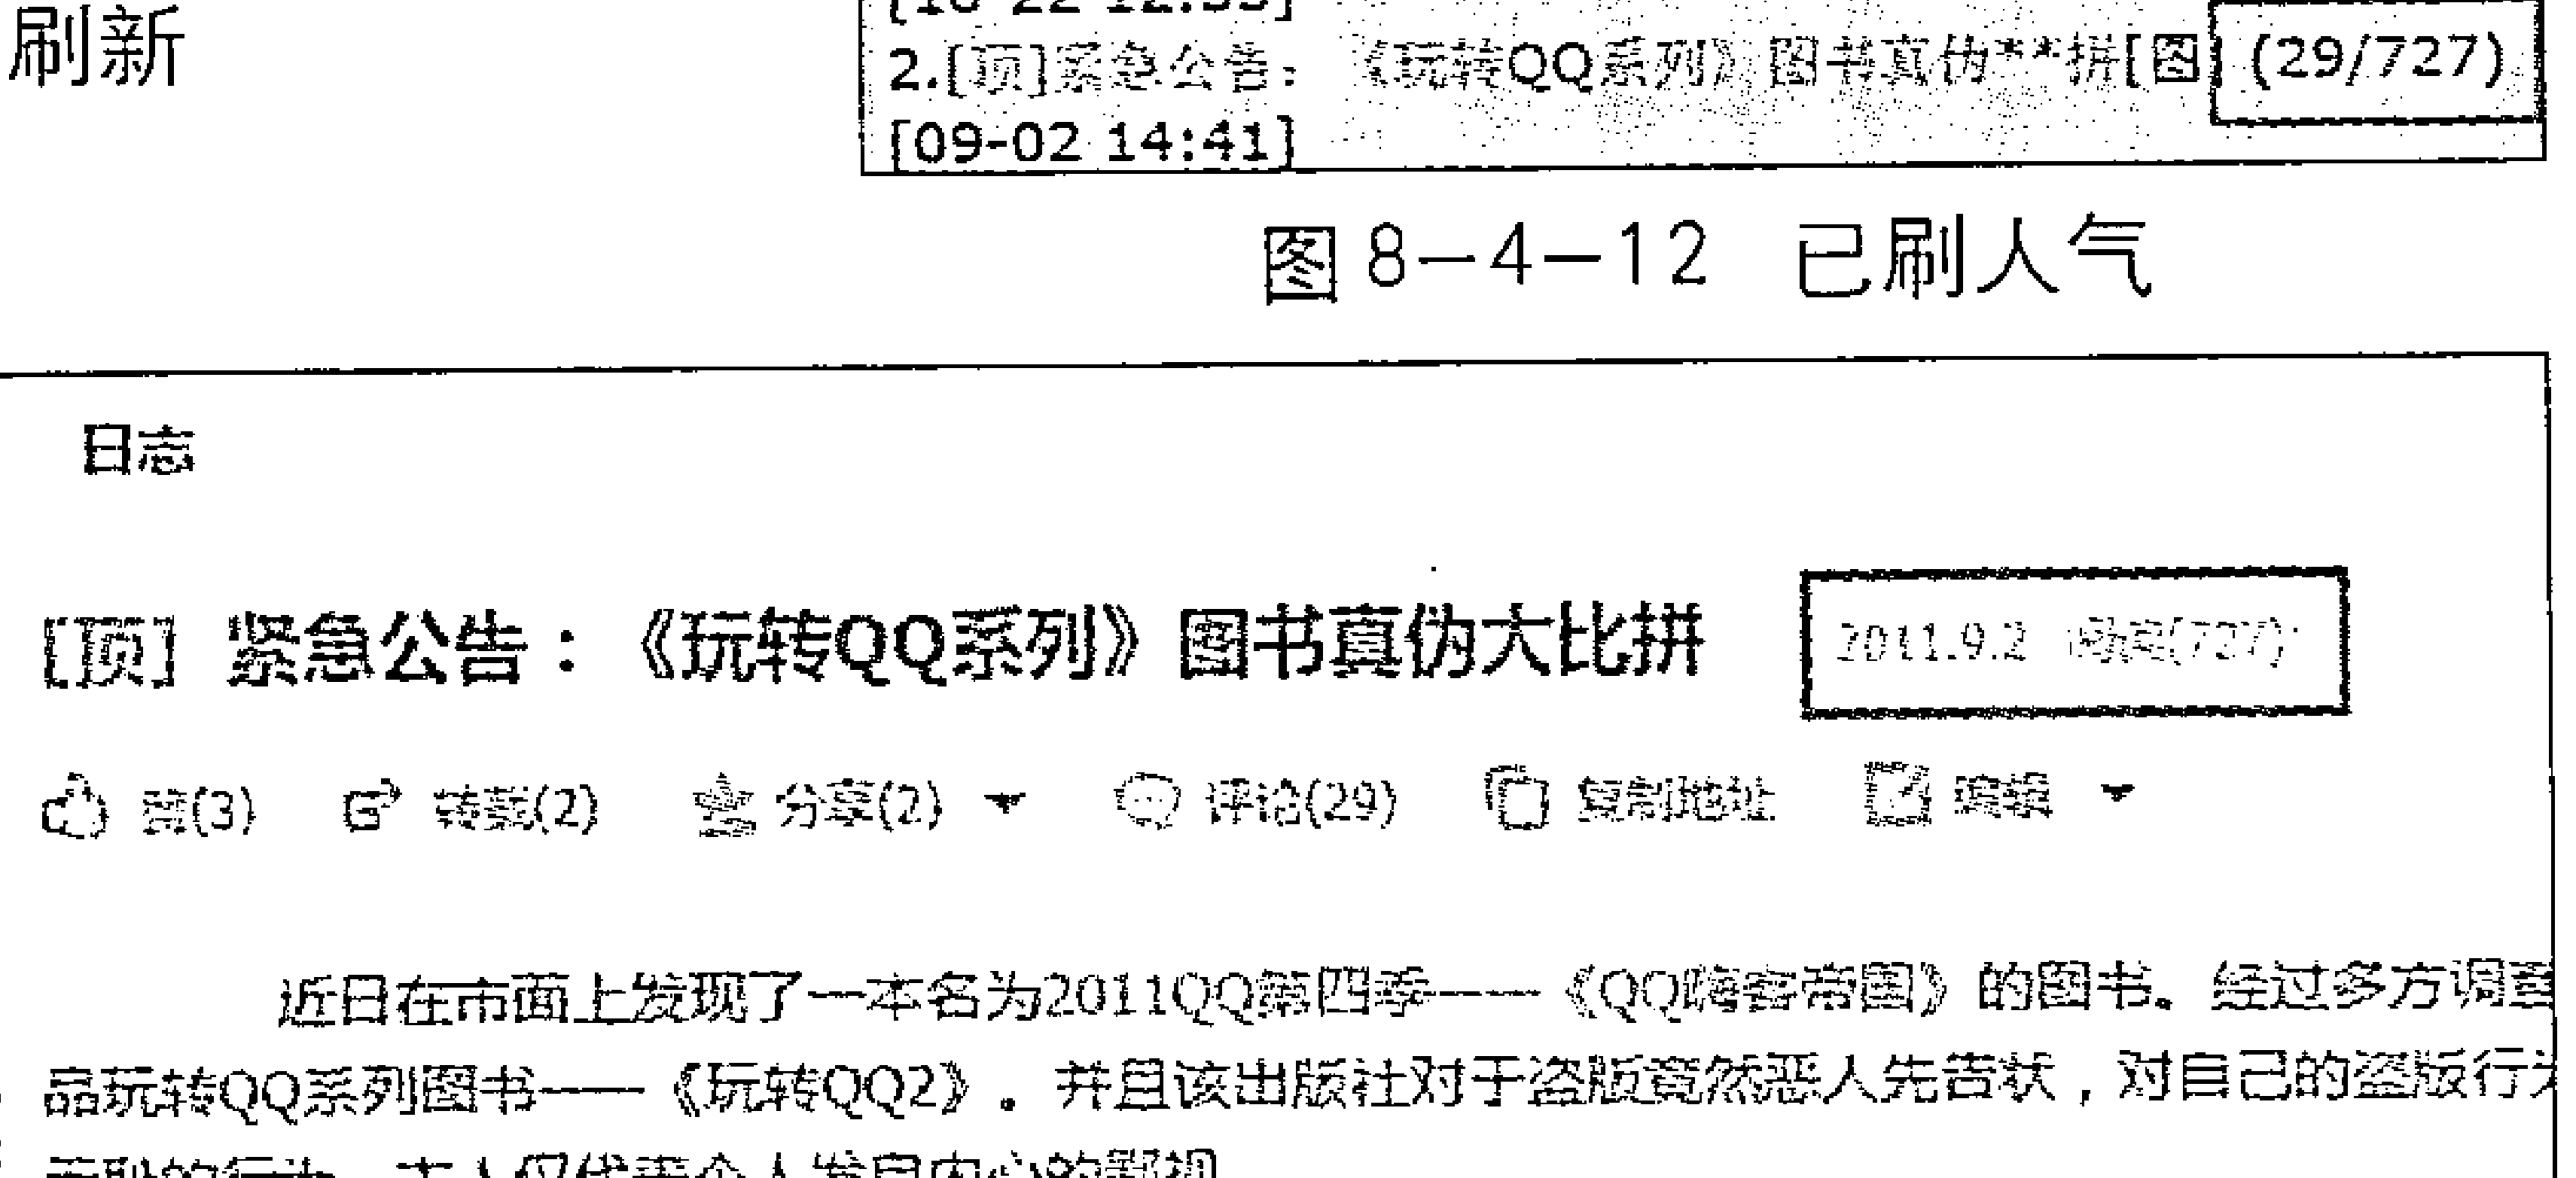 刷新
2.[顶]紧急公告：《玩转QQ系列》图书真伪**拼[图] (29/727)
[09-02 14:41]
图 8-4-12 已刷人气
日志
[顶] 紧急公告：《玩转QQ系列》图书真伪大比拼 2011.9.2 阅读(727)
赞(3) 转载(2) 分享(2) 评论(29) 复制地址 编辑
近日在市面上发现了一本名为2011QQ第四季——《QQ嗨客帝国》的图书。经过多方调查
品玩转QQ系列图书——《玩转QQ2》。并且该出版社对于盗版竟然恶人先告状，对自己的盗版行为